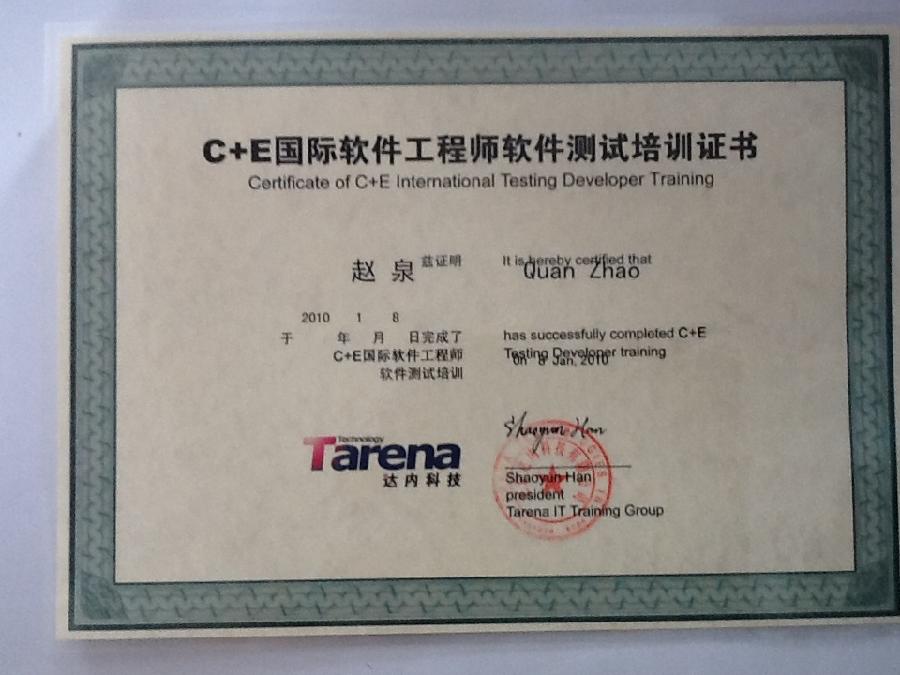 C+E国际软件工程师软件测试培训证书
Certificate of C+E International Testing Developer Training
兹证明
赵 泉
2010 1 8
于 年 月 日完成了
C+E国际软件工程师
软件测试培训
It is hereby certified that
Quan Zhao
has successfully completed C+E
Testing Developer training
on 8 Jan, 2010
Technology
Tarena
达内科技
Shaoyun Han
Shaoyun Han
president
Tarena IT Training Group